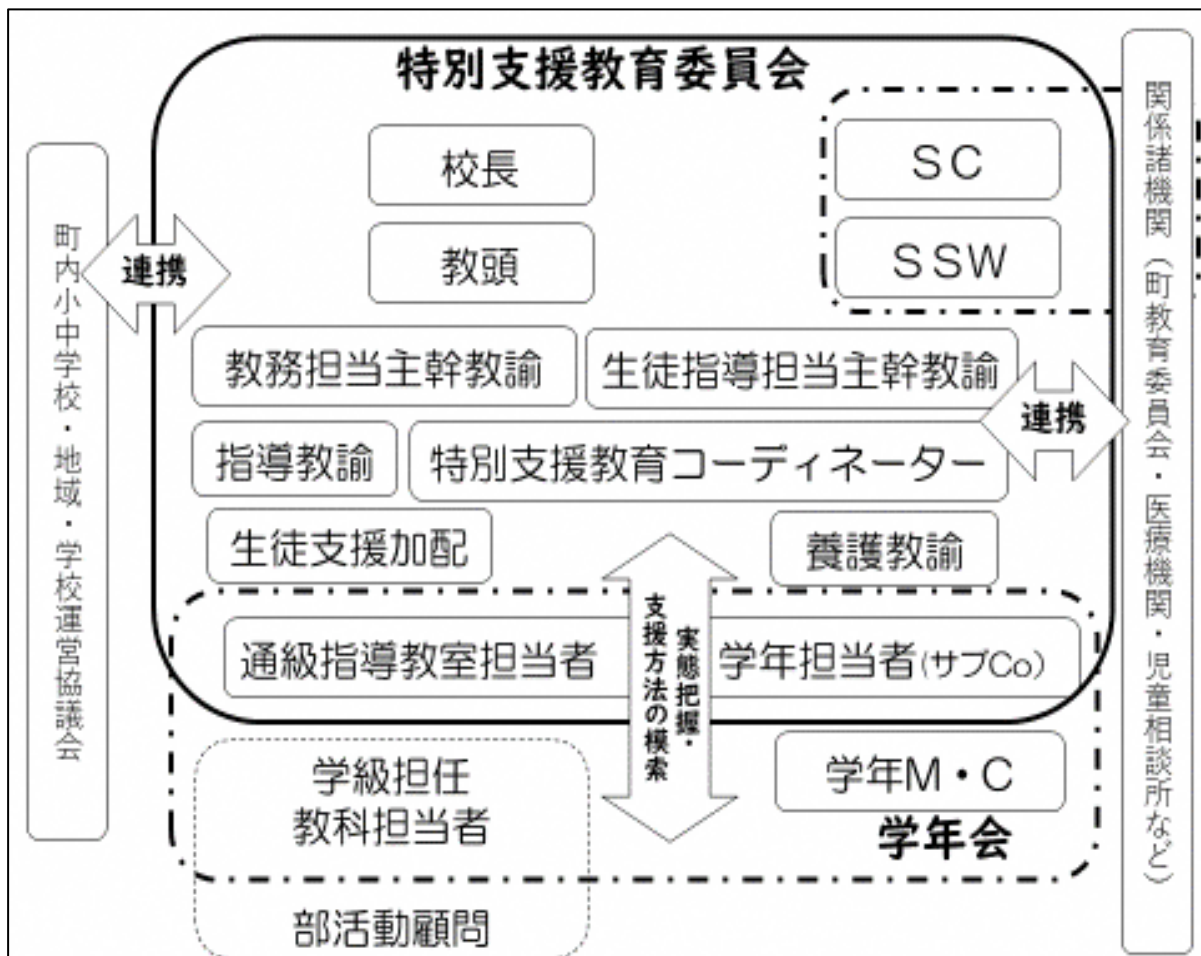 特別支援教育委員会
校長
教頭
ＳＣ
ＳＳＷ
町内小中学校・地域・学校運営協議会
連携
教務担当主幹教諭
生徒指導担当主幹教諭
連携
関係諸機関（町教育委員会・医療機関・児童相談所など）
指導教諭
特別支援教育コーディネーター
生徒支援加配
養護教諭
実態把握・
支援方法の模索
通級指導教室担当者
学年担当者(サブCo)
学級担任
教科担当者
学年Ｍ・Ｃ
学年会
部活動顧問